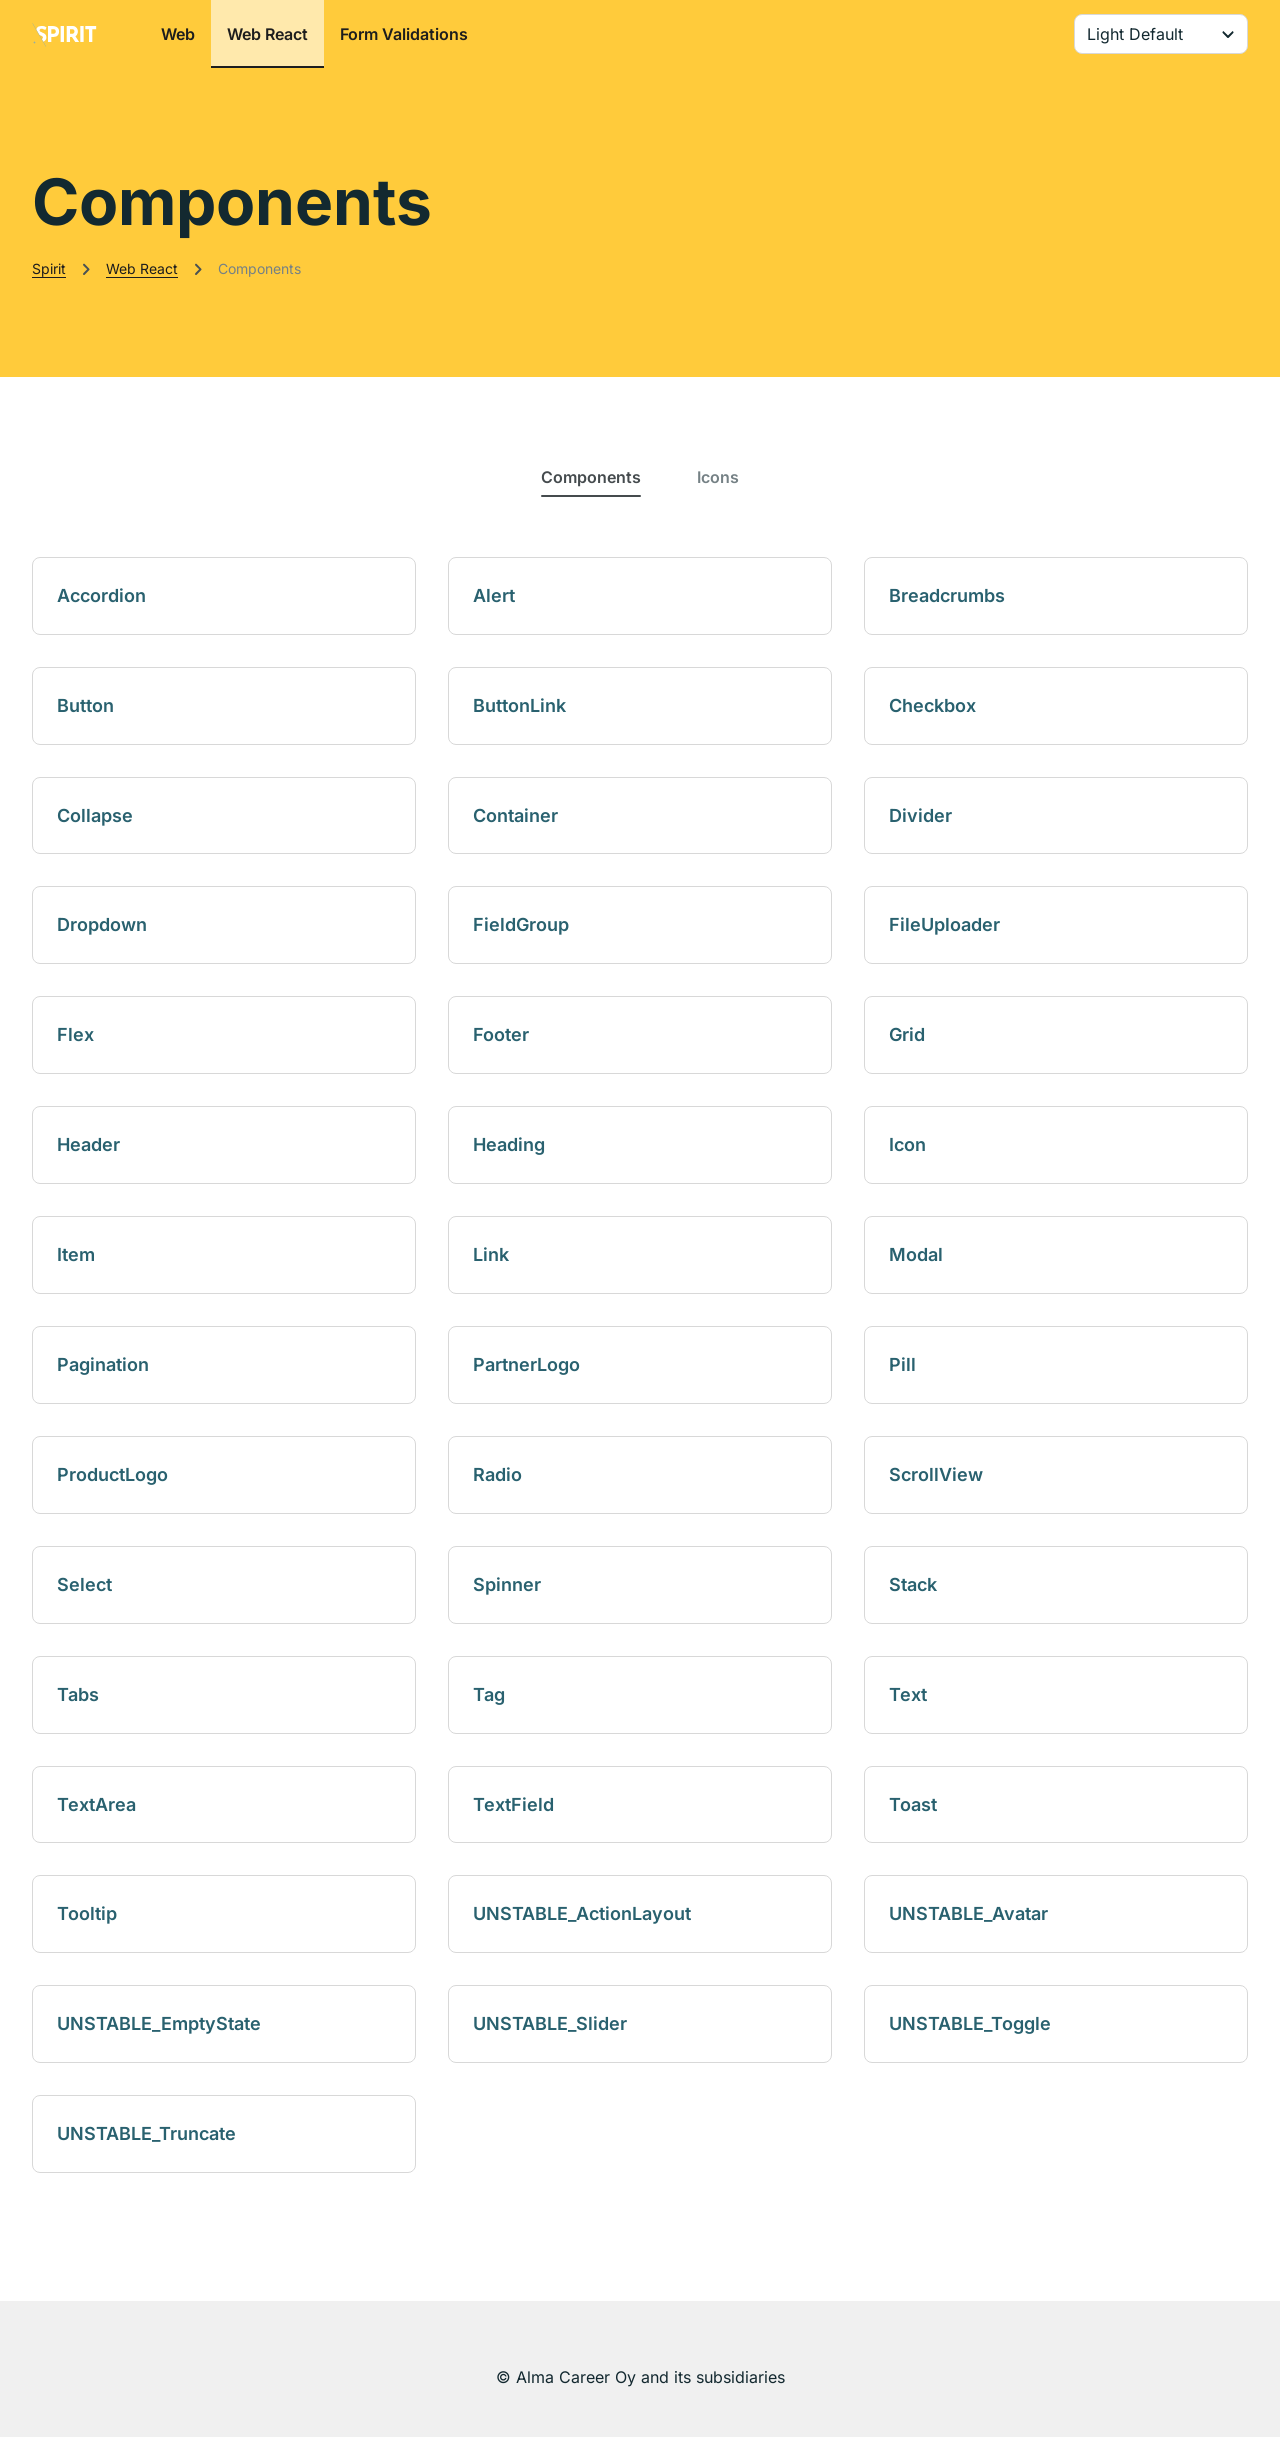 SPIRIT Web Web React Form Validations Light Default
Components
Spirit Web React Components
Components Icons
Accordion Alert Breadcrumbs
Button ButtonLink Checkbox
Collapse Container Divider
Dropdown FieldGroup FileUploader
Flex Footer Grid
Header Heading Icon
Item Link Modal
Pagination PartnerLogo Pill
ProductLogo Radio ScrollView
Select Spinner Stack
Tabs Tag Text
TextArea TextField Toast
Tooltip UNSTABLE_ActionLayout UNSTABLE_Avatar
UNSTABLE_EmptyState UNSTABLE_Slider UNSTABLE_Toggle
UNSTABLE_Truncate
© Alma Career Oy and its subsidiaries